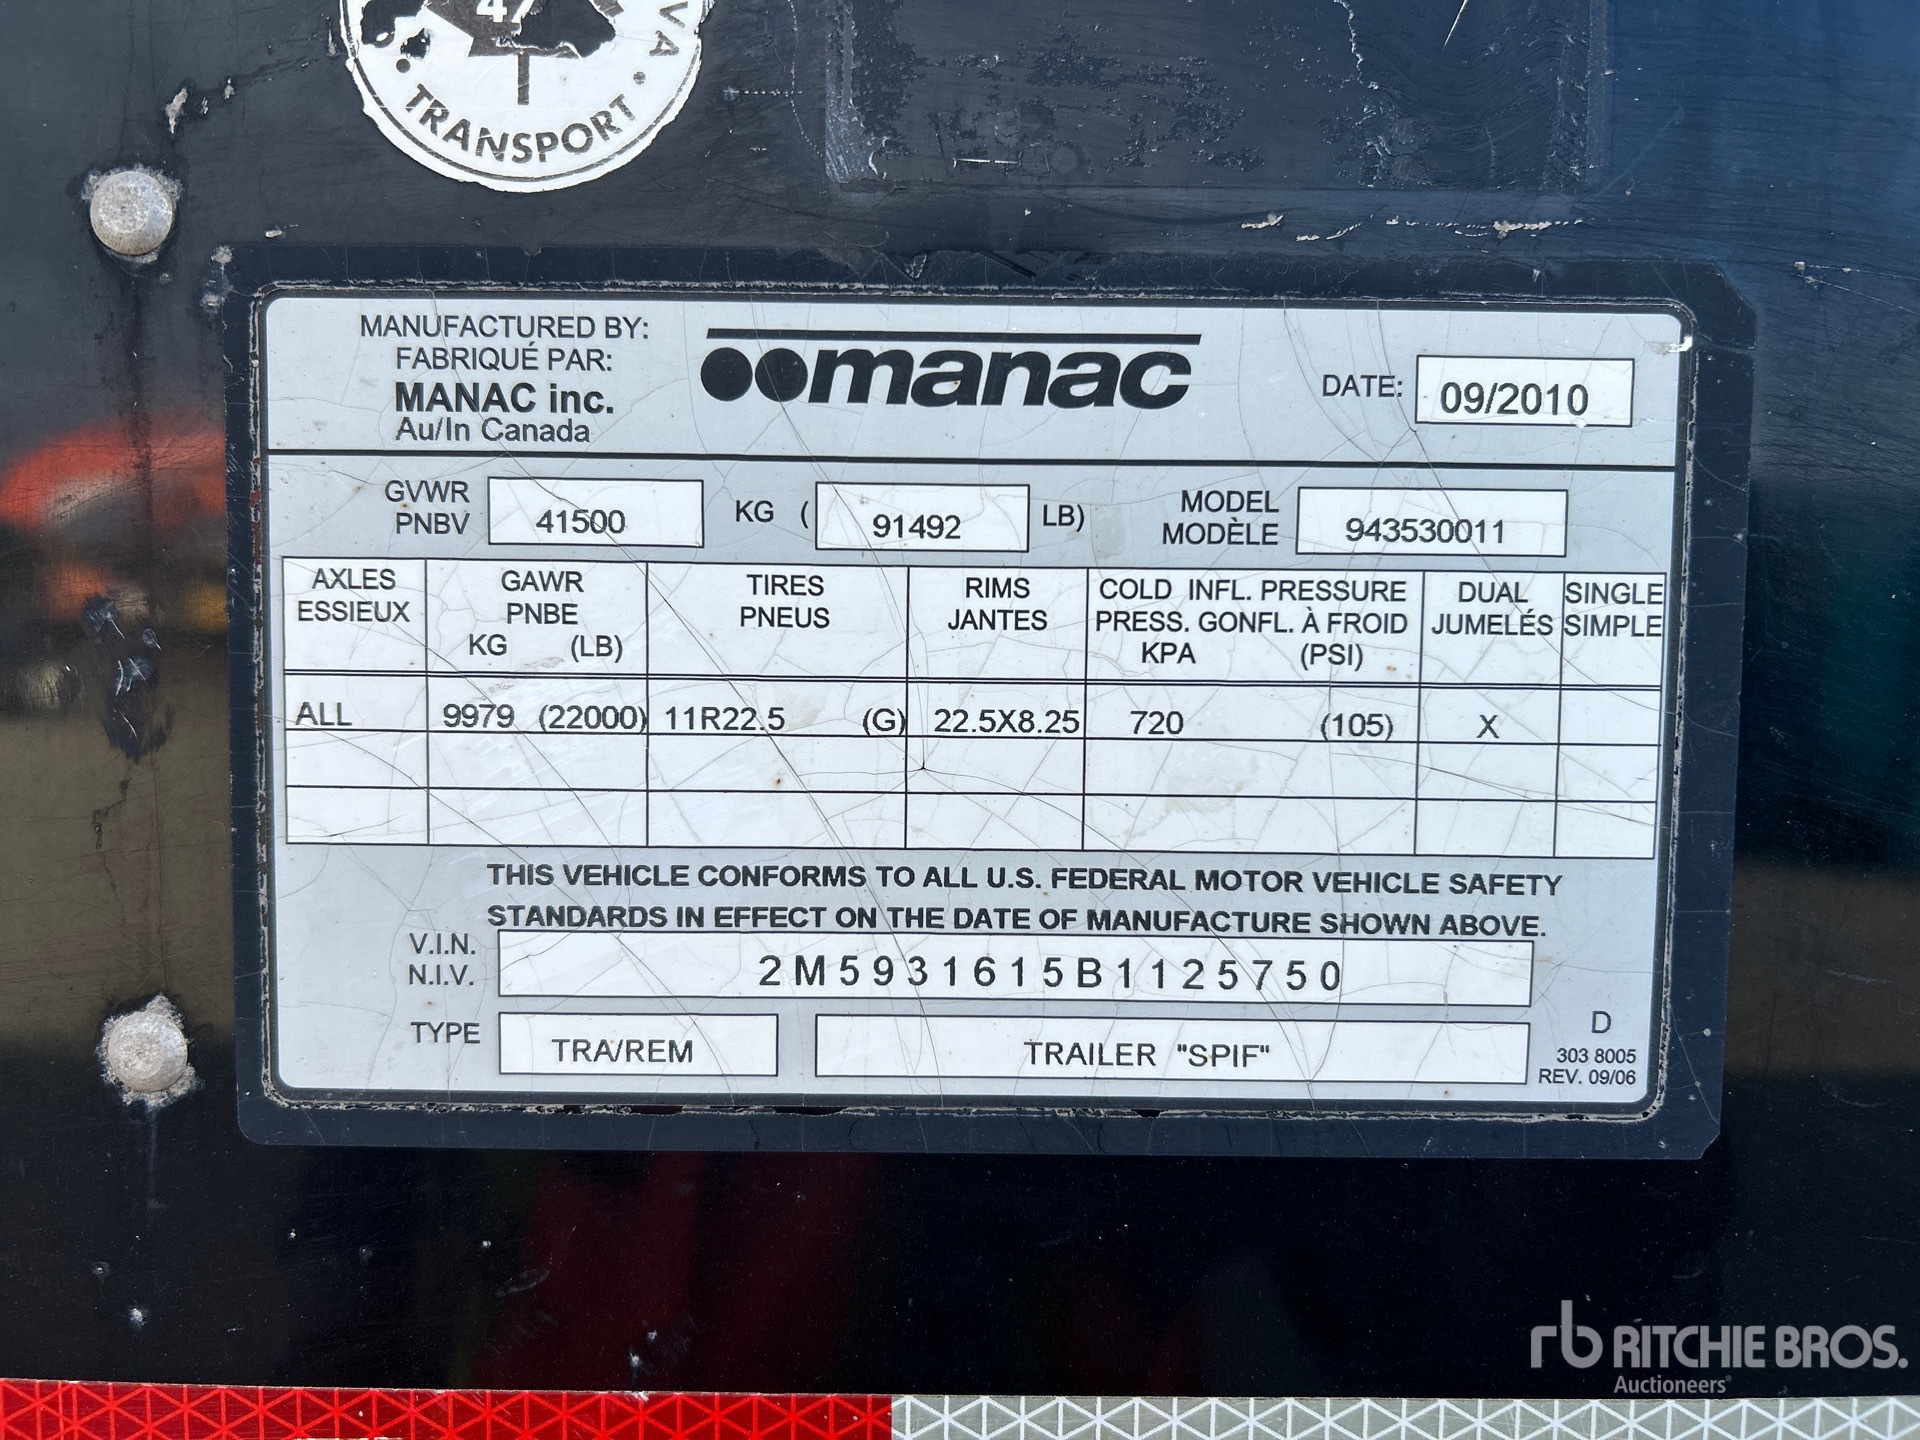 47
VA
• TRANSPORT •
MANUFACTURED BY:
FABRIQUÉ PAR:
MANAC inc.
Au/In Canada
manac
DATE: 09/2010
GVWR
PNBV
41500 KG ( 91492 LB)
MODEL
MODÈLE
943530011
AXLES
ESSIEUX
GAWR
PNBE
KG (LB)
TIRES
PNEUS
RIMS
JANTES
COLD INFL. PRESSURE
PRESS. GONFL. À FROID
KPA (PSI)
DUAL
JUMELÉS
SINGLE
SIMPLE
ALL 9979 (22000) 11R22.5 (G) 22.5X8.25 720 (105) X
THIS VEHICLE CONFORMS TO ALL U.S. FEDERAL MOTOR VEHICLE SAFETY
STANDARDS IN EFFECT ON THE DATE OF MANUFACTURE SHOWN ABOVE.
V.I.N.
N.I.V.
2M5931615B1125750
TYPE TRA/REM TRAILER "SPIF"
D
303 8005
REV. 09/06
rb RITCHIE BROS.
Auctioneers